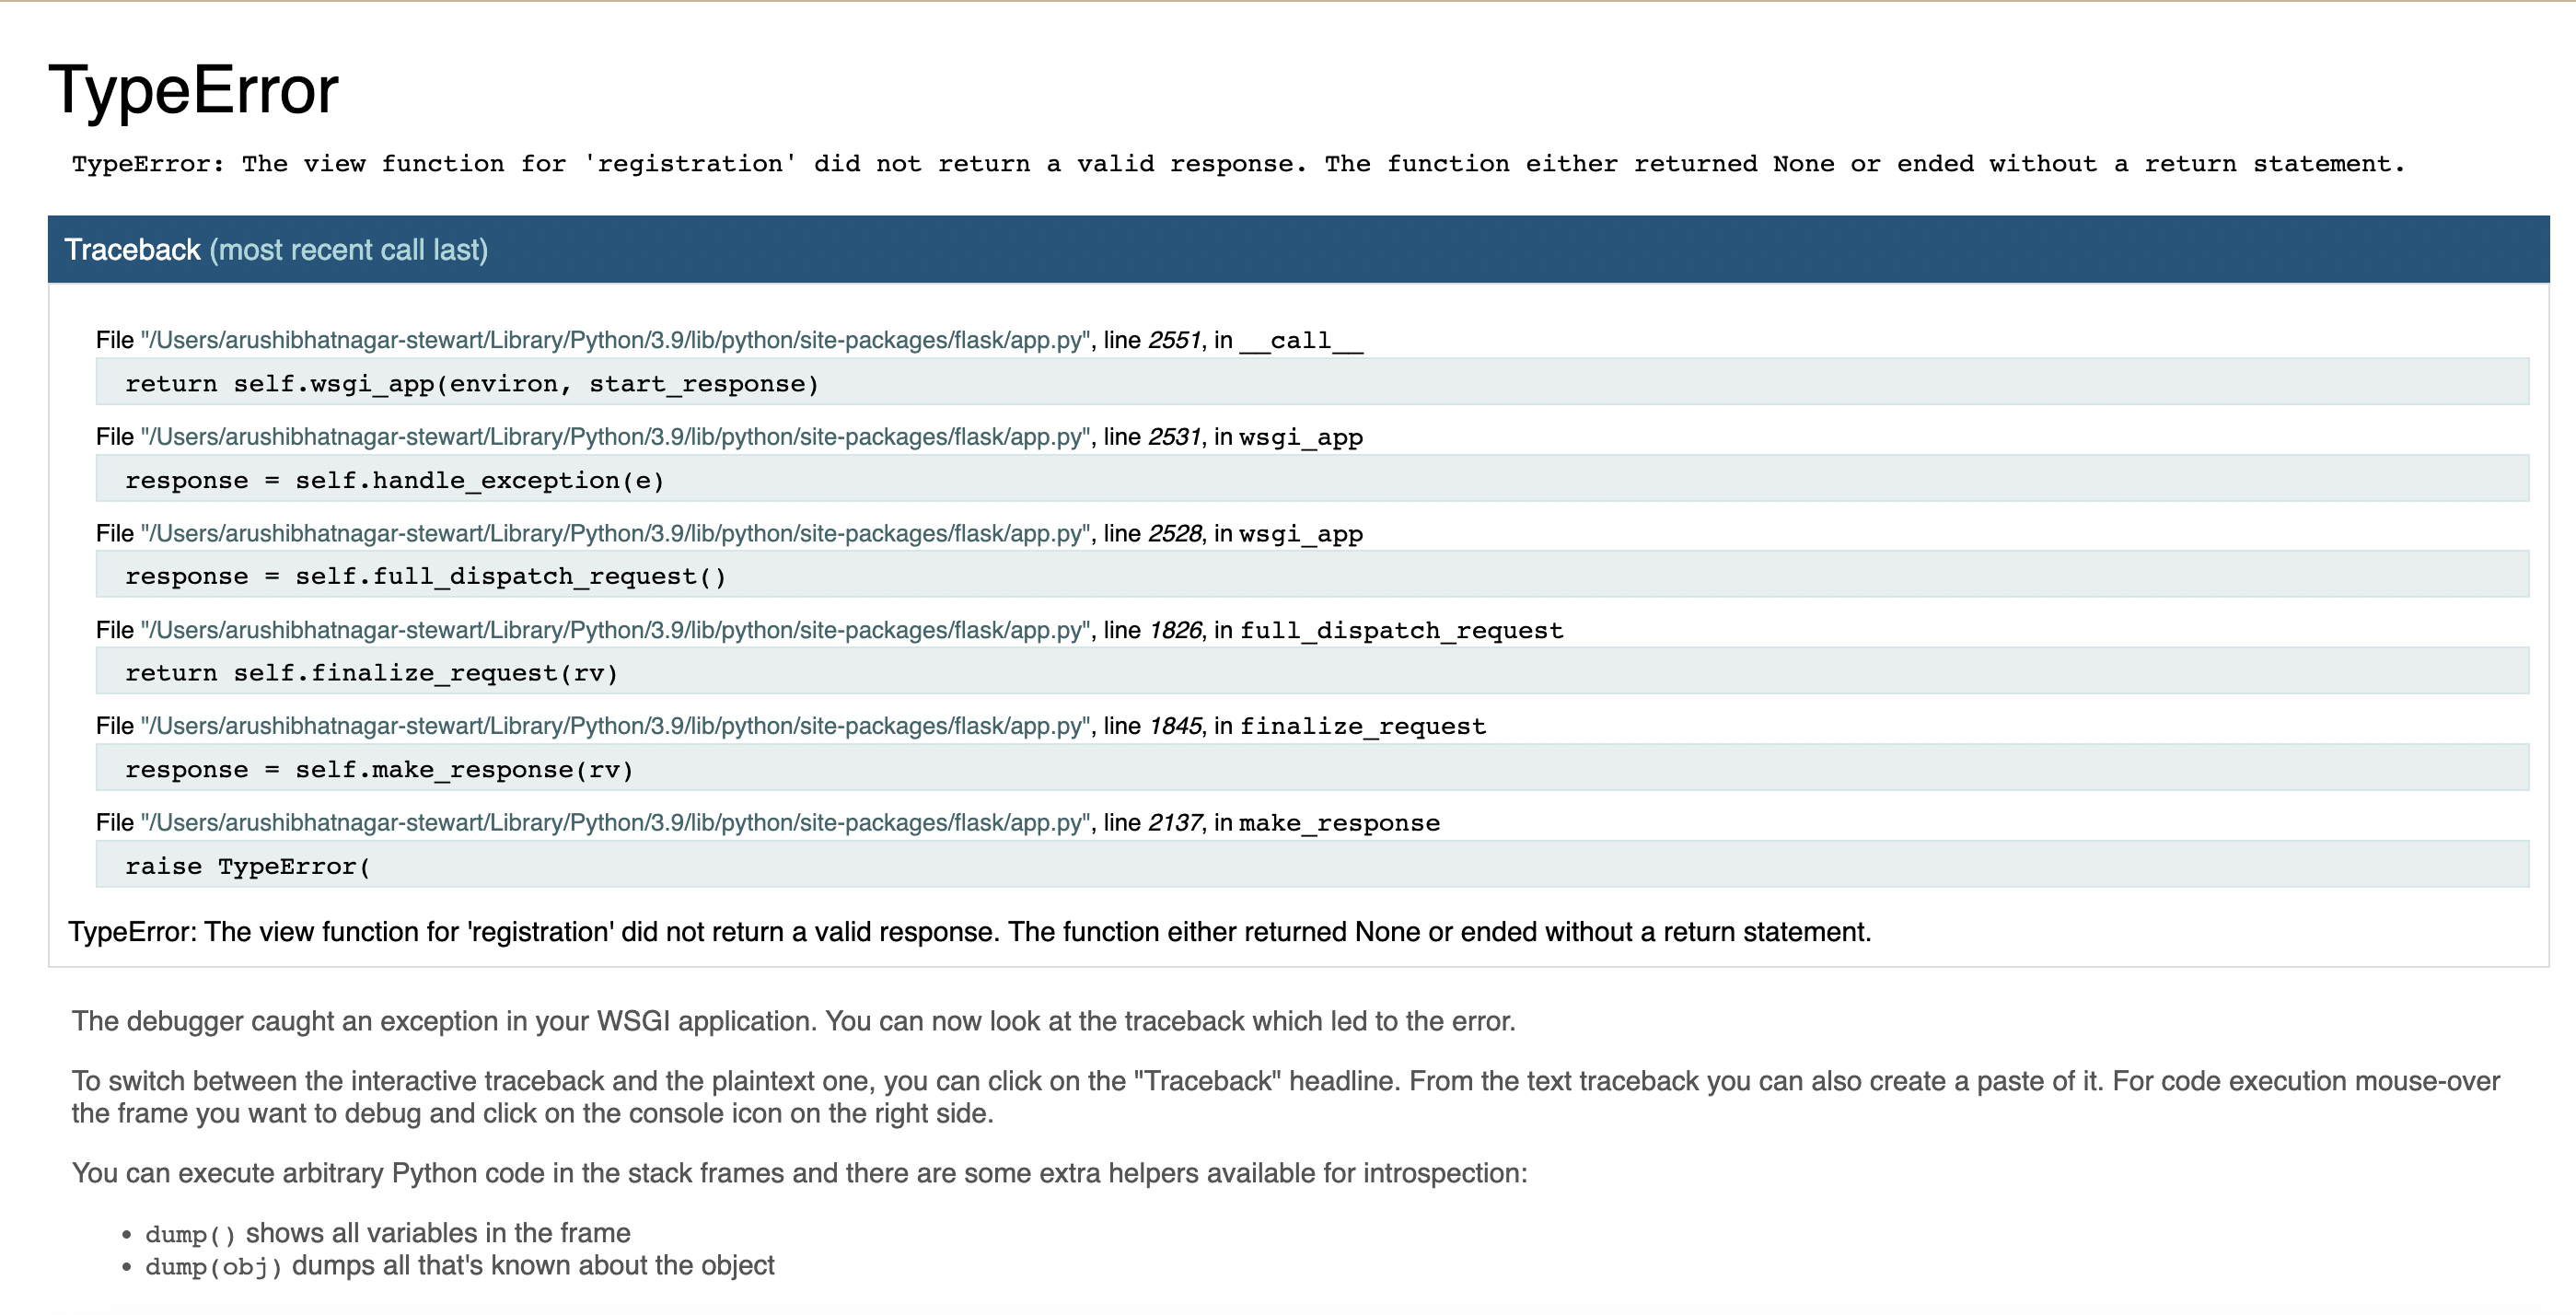 TypeError
TypeError: The view function for 'registration' did not return a valid response. The function either returned None or ended without a return statement.
Traceback (most recent call last)
File "/Users/arushibhatnagar-stewart/Library/Python/3.9/lib/python/site-packages/flask/app.py", line 2551, in __call__
return self.wsgi_app(environ, start_response)
File "/Users/arushibhatnagar-stewart/Library/Python/3.9/lib/python/site-packages/flask/app.py", line 2531, in wsgi_app
response = self.handle_exception(e)
File "/Users/arushibhatnagar-stewart/Library/Python/3.9/lib/python/site-packages/flask/app.py", line 2528, in wsgi_app
response = self.full_dispatch_request()
File "/Users/arushibhatnagar-stewart/Library/Python/3.9/lib/python/site-packages/flask/app.py", line 1826, in full_dispatch_request
return self.finalize_request(rv)
File "/Users/arushibhatnagar-stewart/Library/Python/3.9/lib/python/site-packages/flask/app.py", line 1845, in finalize_request
response = self.make_response(rv)
File "/Users/arushibhatnagar-stewart/Library/Python/3.9/lib/python/site-packages/flask/app.py", line 2137, in make_response
raise TypeError(
TypeError: The view function for 'registration' did not return a valid response. The function either returned None or ended without a return statement.
The debugger caught an exception in your WSGI application. You can now look at the traceback which led to the error.
To switch between the interactive traceback and the plaintext one, you can click on the "Traceback" headline. From the text traceback you can also create a paste of it. For code execution mouse-over
the frame you want to debug and click on the console icon on the right side.
You can execute arbitrary Python code in the stack frames and there are some extra helpers available for introspection:
• dump() shows all variables in the frame
• dump(obj) dumps all that's known about the object